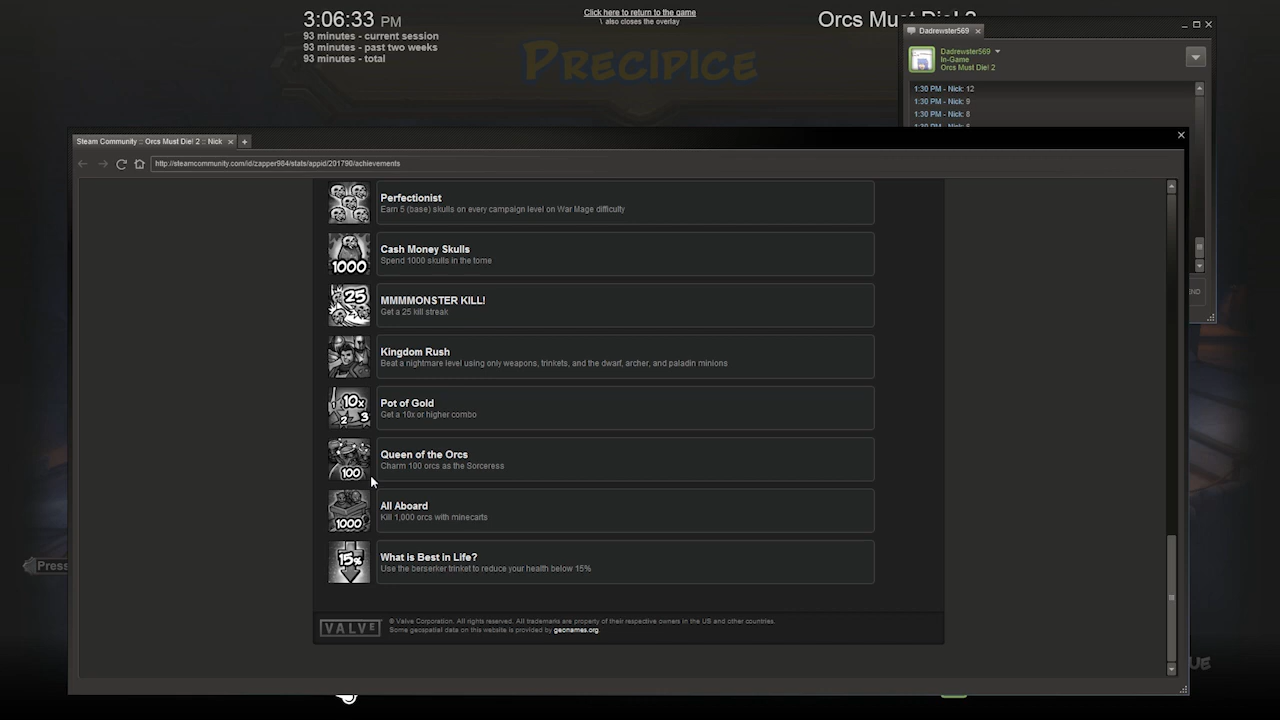 3:06:33 PM
93 minutes - current session
93 minutes - past two weeks
93 minutes - total
Click here to return to the game
\ also closes the overlay
PRECIPICE
Orcs Must Die! 2
Dadrewster569
Dadrewster569
In-Game
Orcs Must Die! 2
1:30 PM - Nick: 12
1:30 PM - Nick: 9
1:30 PM - Nick: 8
Steam Community :: Orcs Must Die! 2 :: Nick
http://steamcommunity.com/id/zapper984/stats/appid/201790/achievements
Perfectionist
Earn 5 (base) skulls on every campaign level on War Mage difficulty
1000
Cash Money Skulls
Spend 1000 skulls in the tome
25
MMMMONSTER KILL!
Get a 25 kill streak
Kingdom Rush
Beat a nightmare level using only weapons, trinkets, and the dwarf, archer, and paladin minions
1 10x 2 3
Pot of Gold
Get a 10x or higher combo
100
Queen of the Orcs
Charm 100 orcs as the Sorceress
1000
All Aboard
Kill 1,000 orcs with minecarts
15%
What is Best in Life?
Use the berserker trinket to reduce your health below 15%
VALVE
© Valve Corporation. All rights reserved. All trademarks are property of their respective owners in the US and other countries.
Some geospatial data on this website is provided by geonames.org.
Press